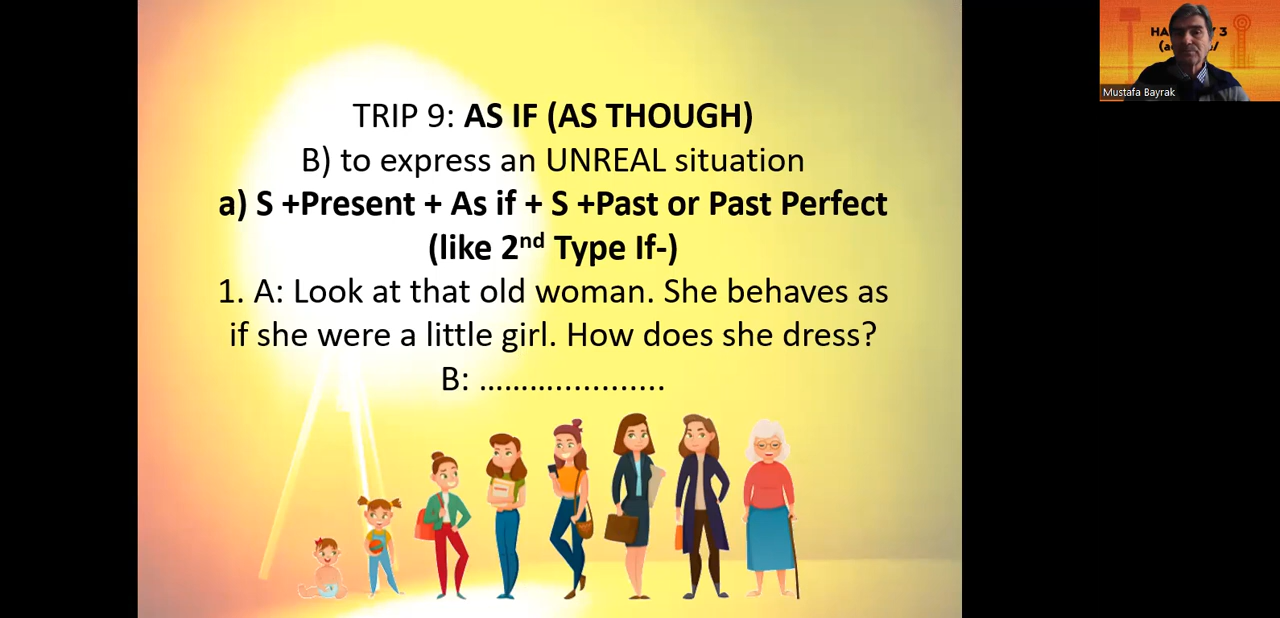 TRIP 9: AS IF (AS THOUGH)
B) to express an UNREAL situation
a) S +Present + As if + S +Past or Past Perfect
(like 2nd Type If-)
1. A: Look at that old woman. She behaves as
if she were a little girl. How does she dress?
B: ………............
Mustafa Bayrak